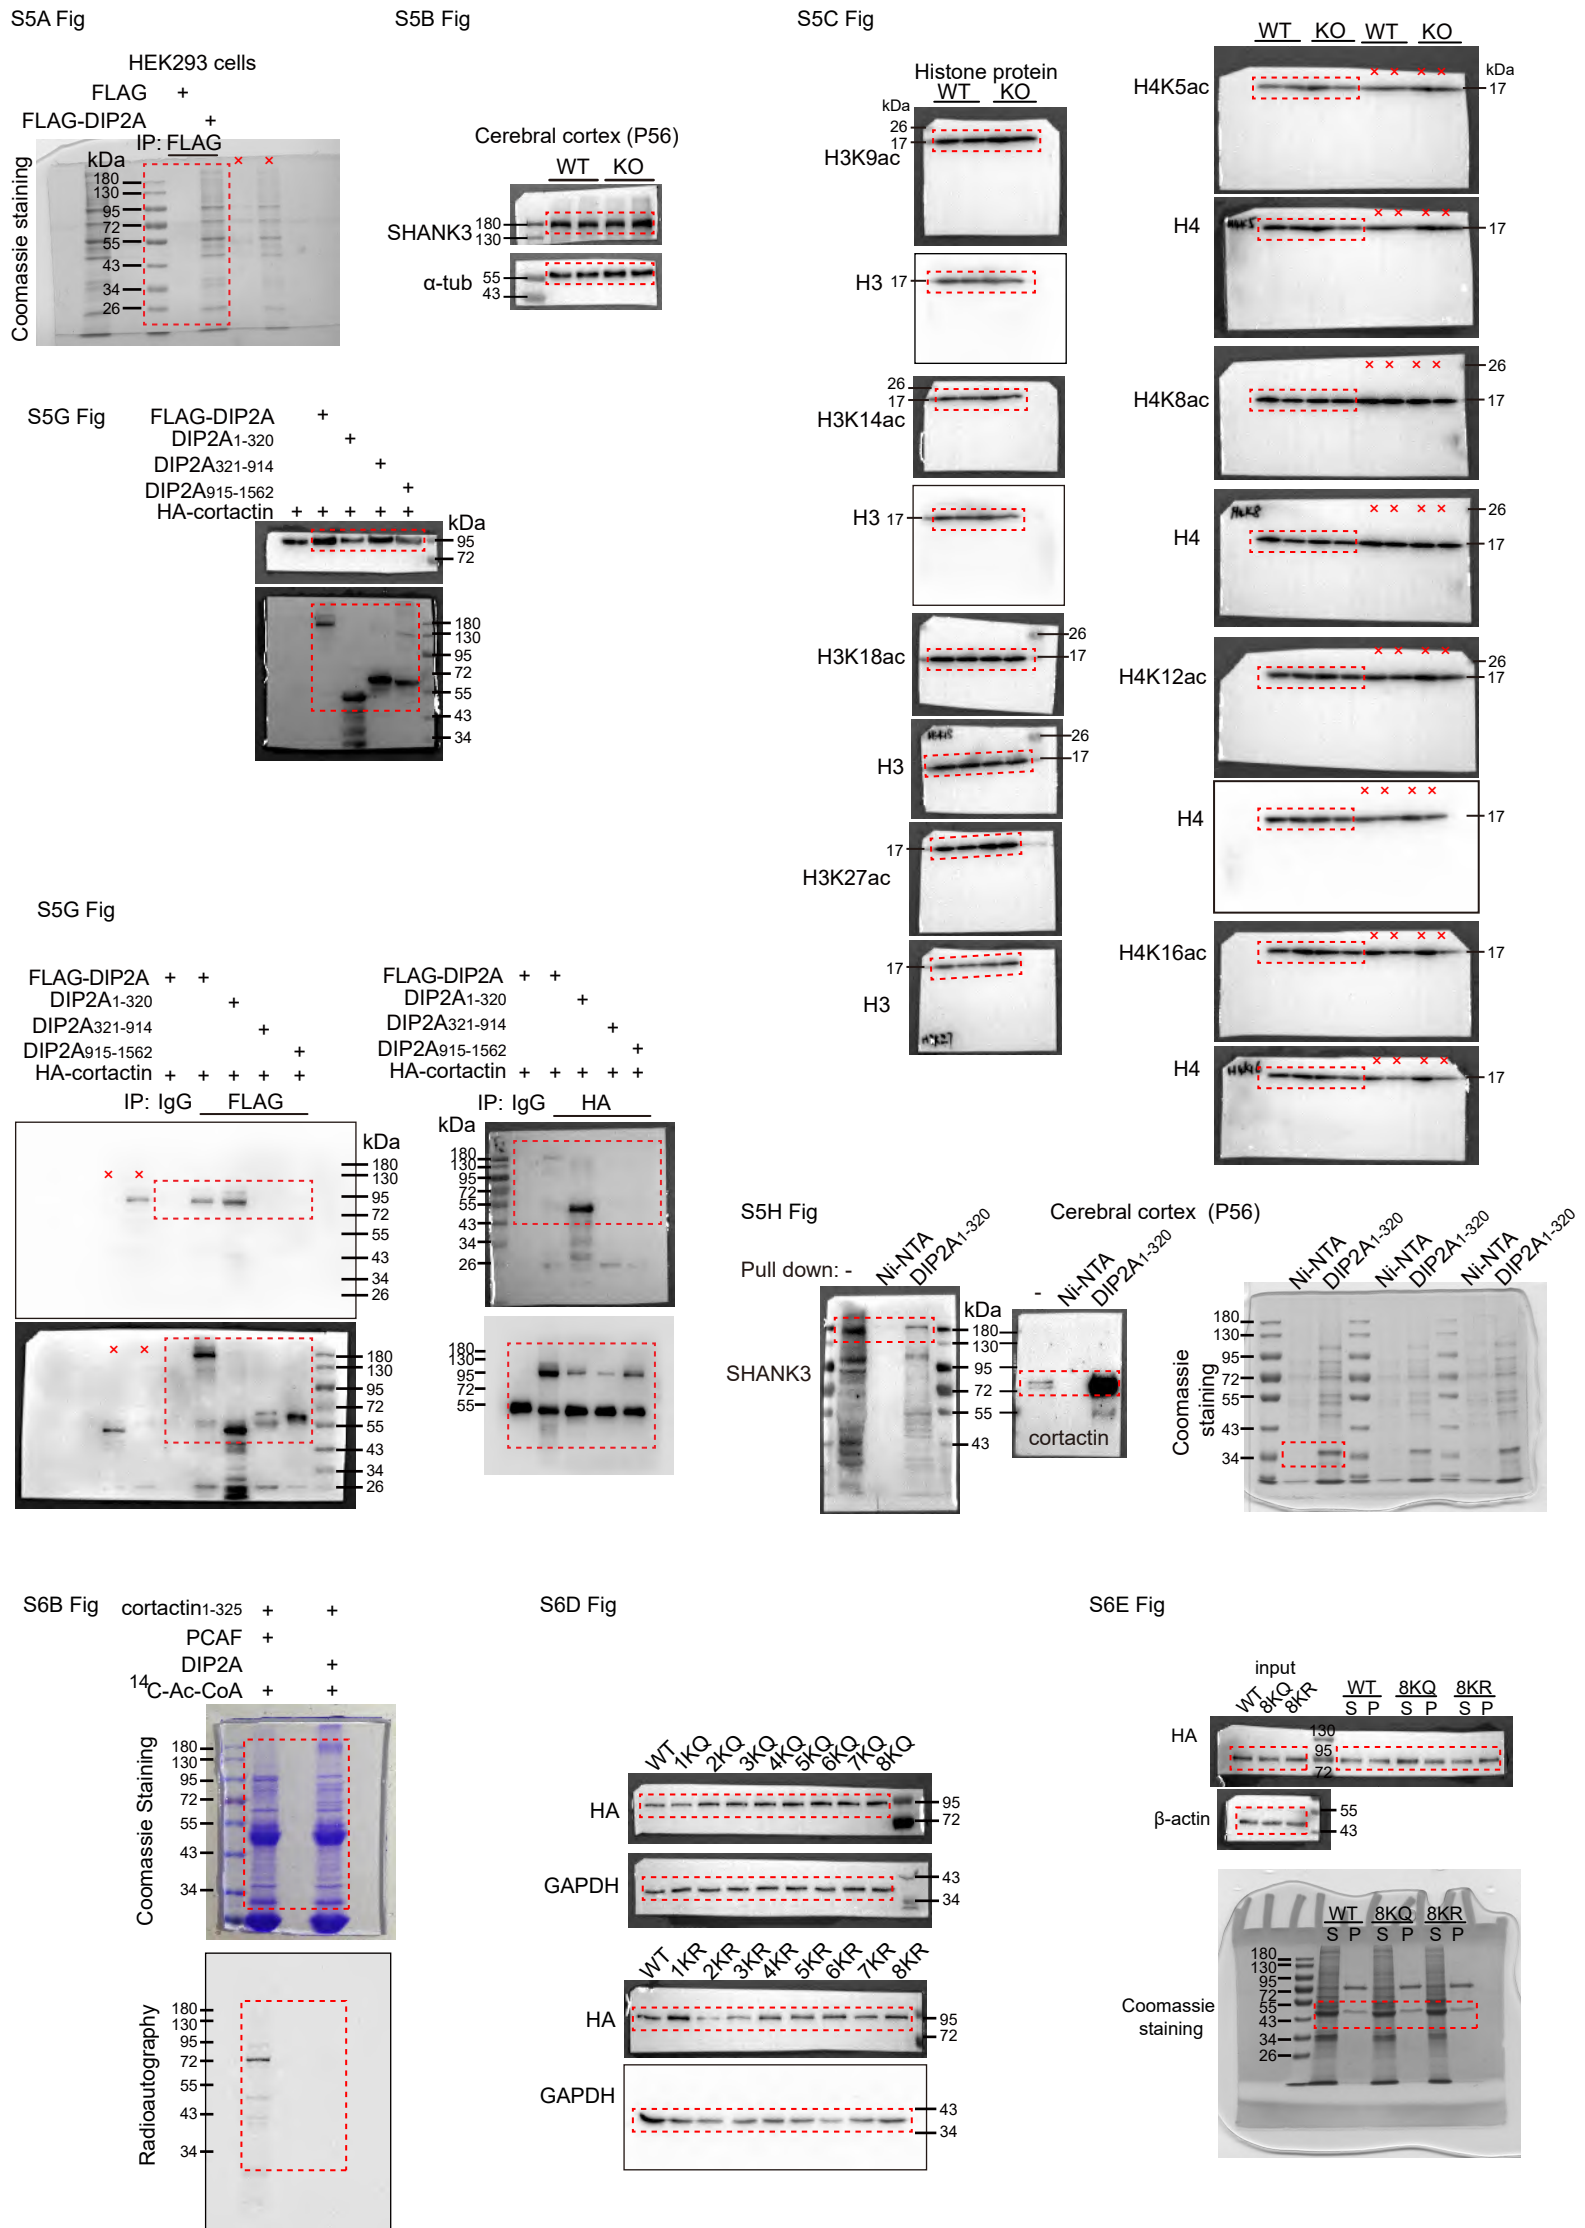 S5A Fig
HEK293 cells
FLAG +
FLAG-DIP2A +
IP: FLAG
× ×
kDa
180
130
95
72
55
43
34
26
Coomassie staining
S5B Fig
Cerebral cortex (P56)
WT KO
SHANK3
180
130
α-tub
55
43
S5C Fig
Histone protein
WT KO
kDa
26
17
H3K9ac
H3 17
26
17
H3K14ac
H3 17
H3K18ac
26
17
H3
26
17
17
H3K27ac
17
H3
WT KO WT KO
× × × ×
kDa
H4K5ac
17
× × × ×
H4
17
× × × ×
26
H4K8ac
17
× × × ×
26
H4
17
× × × ×
26
H4K12ac
17
× × × ×
H4
17
× × × ×
H4K16ac
17
× × × ×
H4
17
S5G Fig
FLAG-DIP2A +
DIP2A1-320 +
DIP2A321-914 +
DIP2A915-1562 +
HA-cortactin + + + + +
kDa
95
72
180
130
95
72
55
43
34
S5G Fig
FLAG-DIP2A + +
DIP2A1-320 +
DIP2A321-914 +
DIP2A915-1562 +
HA-cortactin + + + + +
IP: IgG FLAG
kDa
× ×
180
130
95
72
55
43
34
26
× ×
180
130
95
72
55
43
34
26
FLAG-DIP2A + +
DIP2A1-320 +
DIP2A321-914 +
DIP2A915-1562 +
HA-cortactin + + + + +
IP: IgG HA
kDa
180
130
95
72
55
43
34
26
180
130
95
72
55
S5H Fig
Cerebral cortex (P56)
Pull down: - Ni-NTA DIP2A1-320
kDa
180
130
95
72
55
43
SHANK3
- Ni-NTA DIP2A1-320
cortactin
Ni-NTA DIP2A1-320 Ni-NTA DIP2A1-320 Ni-NTA DIP2A1-320
180
130
95
72
55
43
34
Coomassie
staining
S6B Fig
cortactin1-325 + +
PCAF +
DIP2A +
14C-Ac-CoA + +
180
130
95
72
55
43
34
Coomassie Staining
180
130
95
72
55
43
34
Radioautography
S6D Fig
WT 1KQ 2KQ 3KQ 4KQ 5KQ 6KQ 7KQ 8KQ
HA
95
72
GAPDH
43
34
WT 1KR 2KR 3KR 4KR 5KR 6KR 7KR 8KR
HA
95
72
GAPDH
43
34
S6E Fig
input
WT 8KQ 8KR
WT 8KQ 8KR
S P S P S P
HA
130
95
72
β-actin
55
43
WT 8KQ 8KR
S P S P S P
180
130
95
72
55
43
34
26
Coomassie
staining